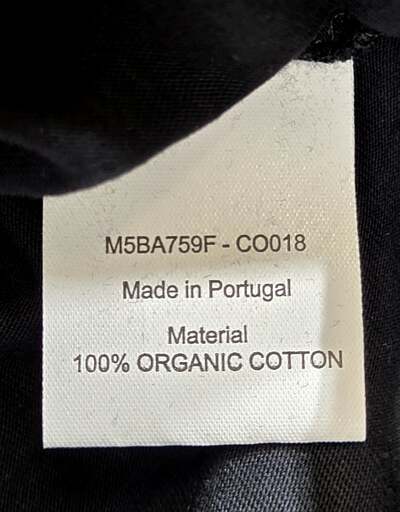 M5BA759F - CO018
Made in Portugal
Material
100% ORGANIC COTTON